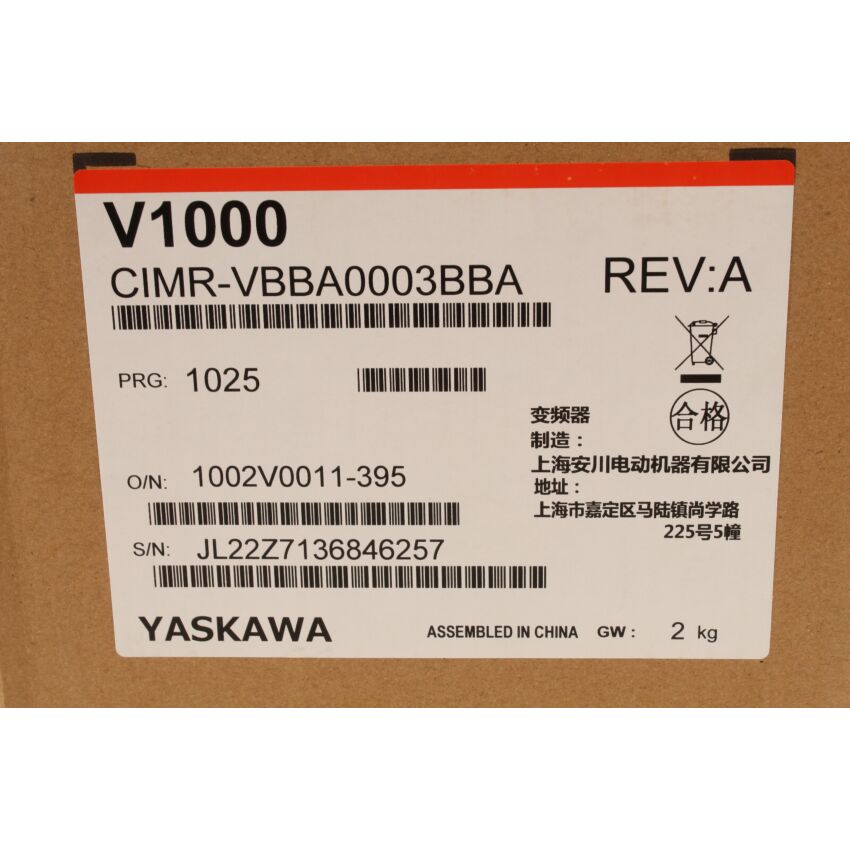 V1000
CIMR-VBBA0003BBA
REV:A
PRG: 1025
合格
变频器
制造：
上海安川电动机器有限公司
地址：
上海市嘉定区马陆镇尚学路
225号5幢
O/N: 1002V0011-395
S/N: JL22Z7136846257
YASKAWA
ASSEMBLED IN CHINA GW : 2 kg